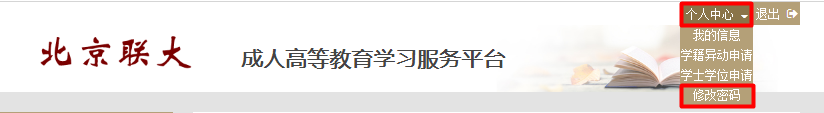 个人中心 退出
北京联大 成人高等教育学习服务平台
我的信息
学籍异动申请
学士学位申请
修改密码